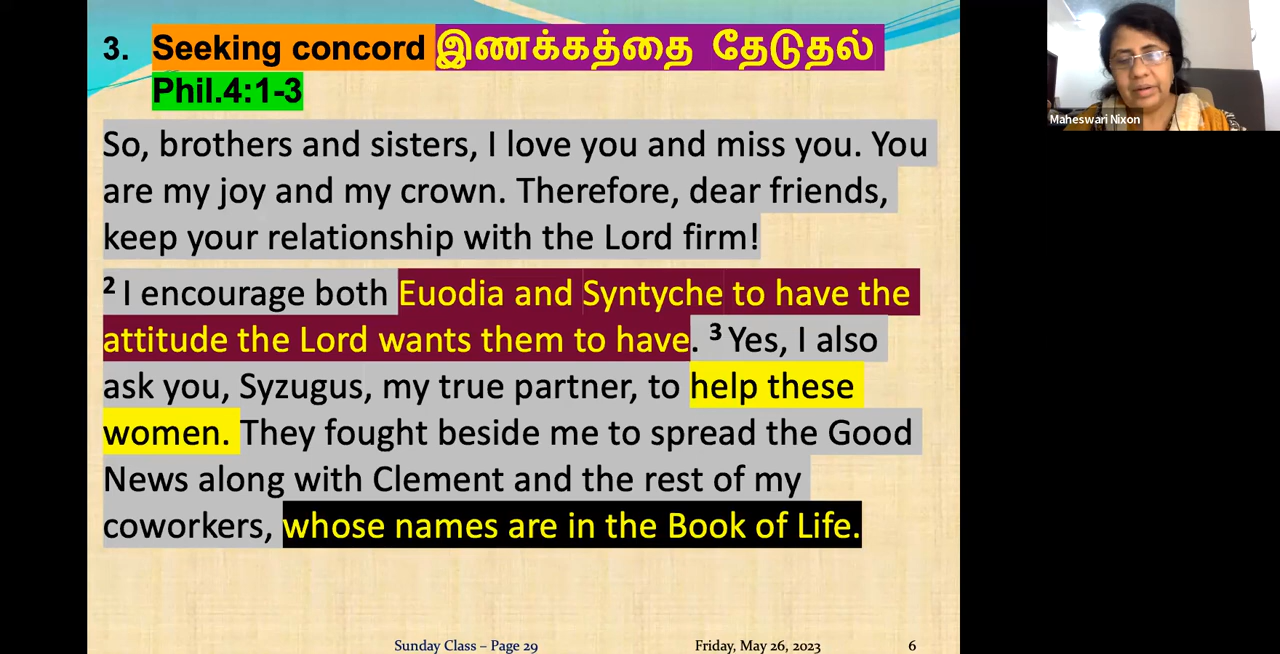 3. Seeking concord இணக்கத்தை தேடுதல்
Phil.4:1-3
So, brothers and sisters, I love you and miss you. You
are my joy and my crown. Therefore, dear friends,
keep your relationship with the Lord firm!
2 I encourage both Euodia and Syntyche to have the
attitude the Lord wants them to have. 3 Yes, I also
ask you, Syzugus, my true partner, to help these
women. They fought beside me to spread the Good
News along with Clement and the rest of my
coworkers, whose names are in the Book of Life.
Sunday Class – Page 29 Friday, May 26, 2023 6
Maheswari Nixon